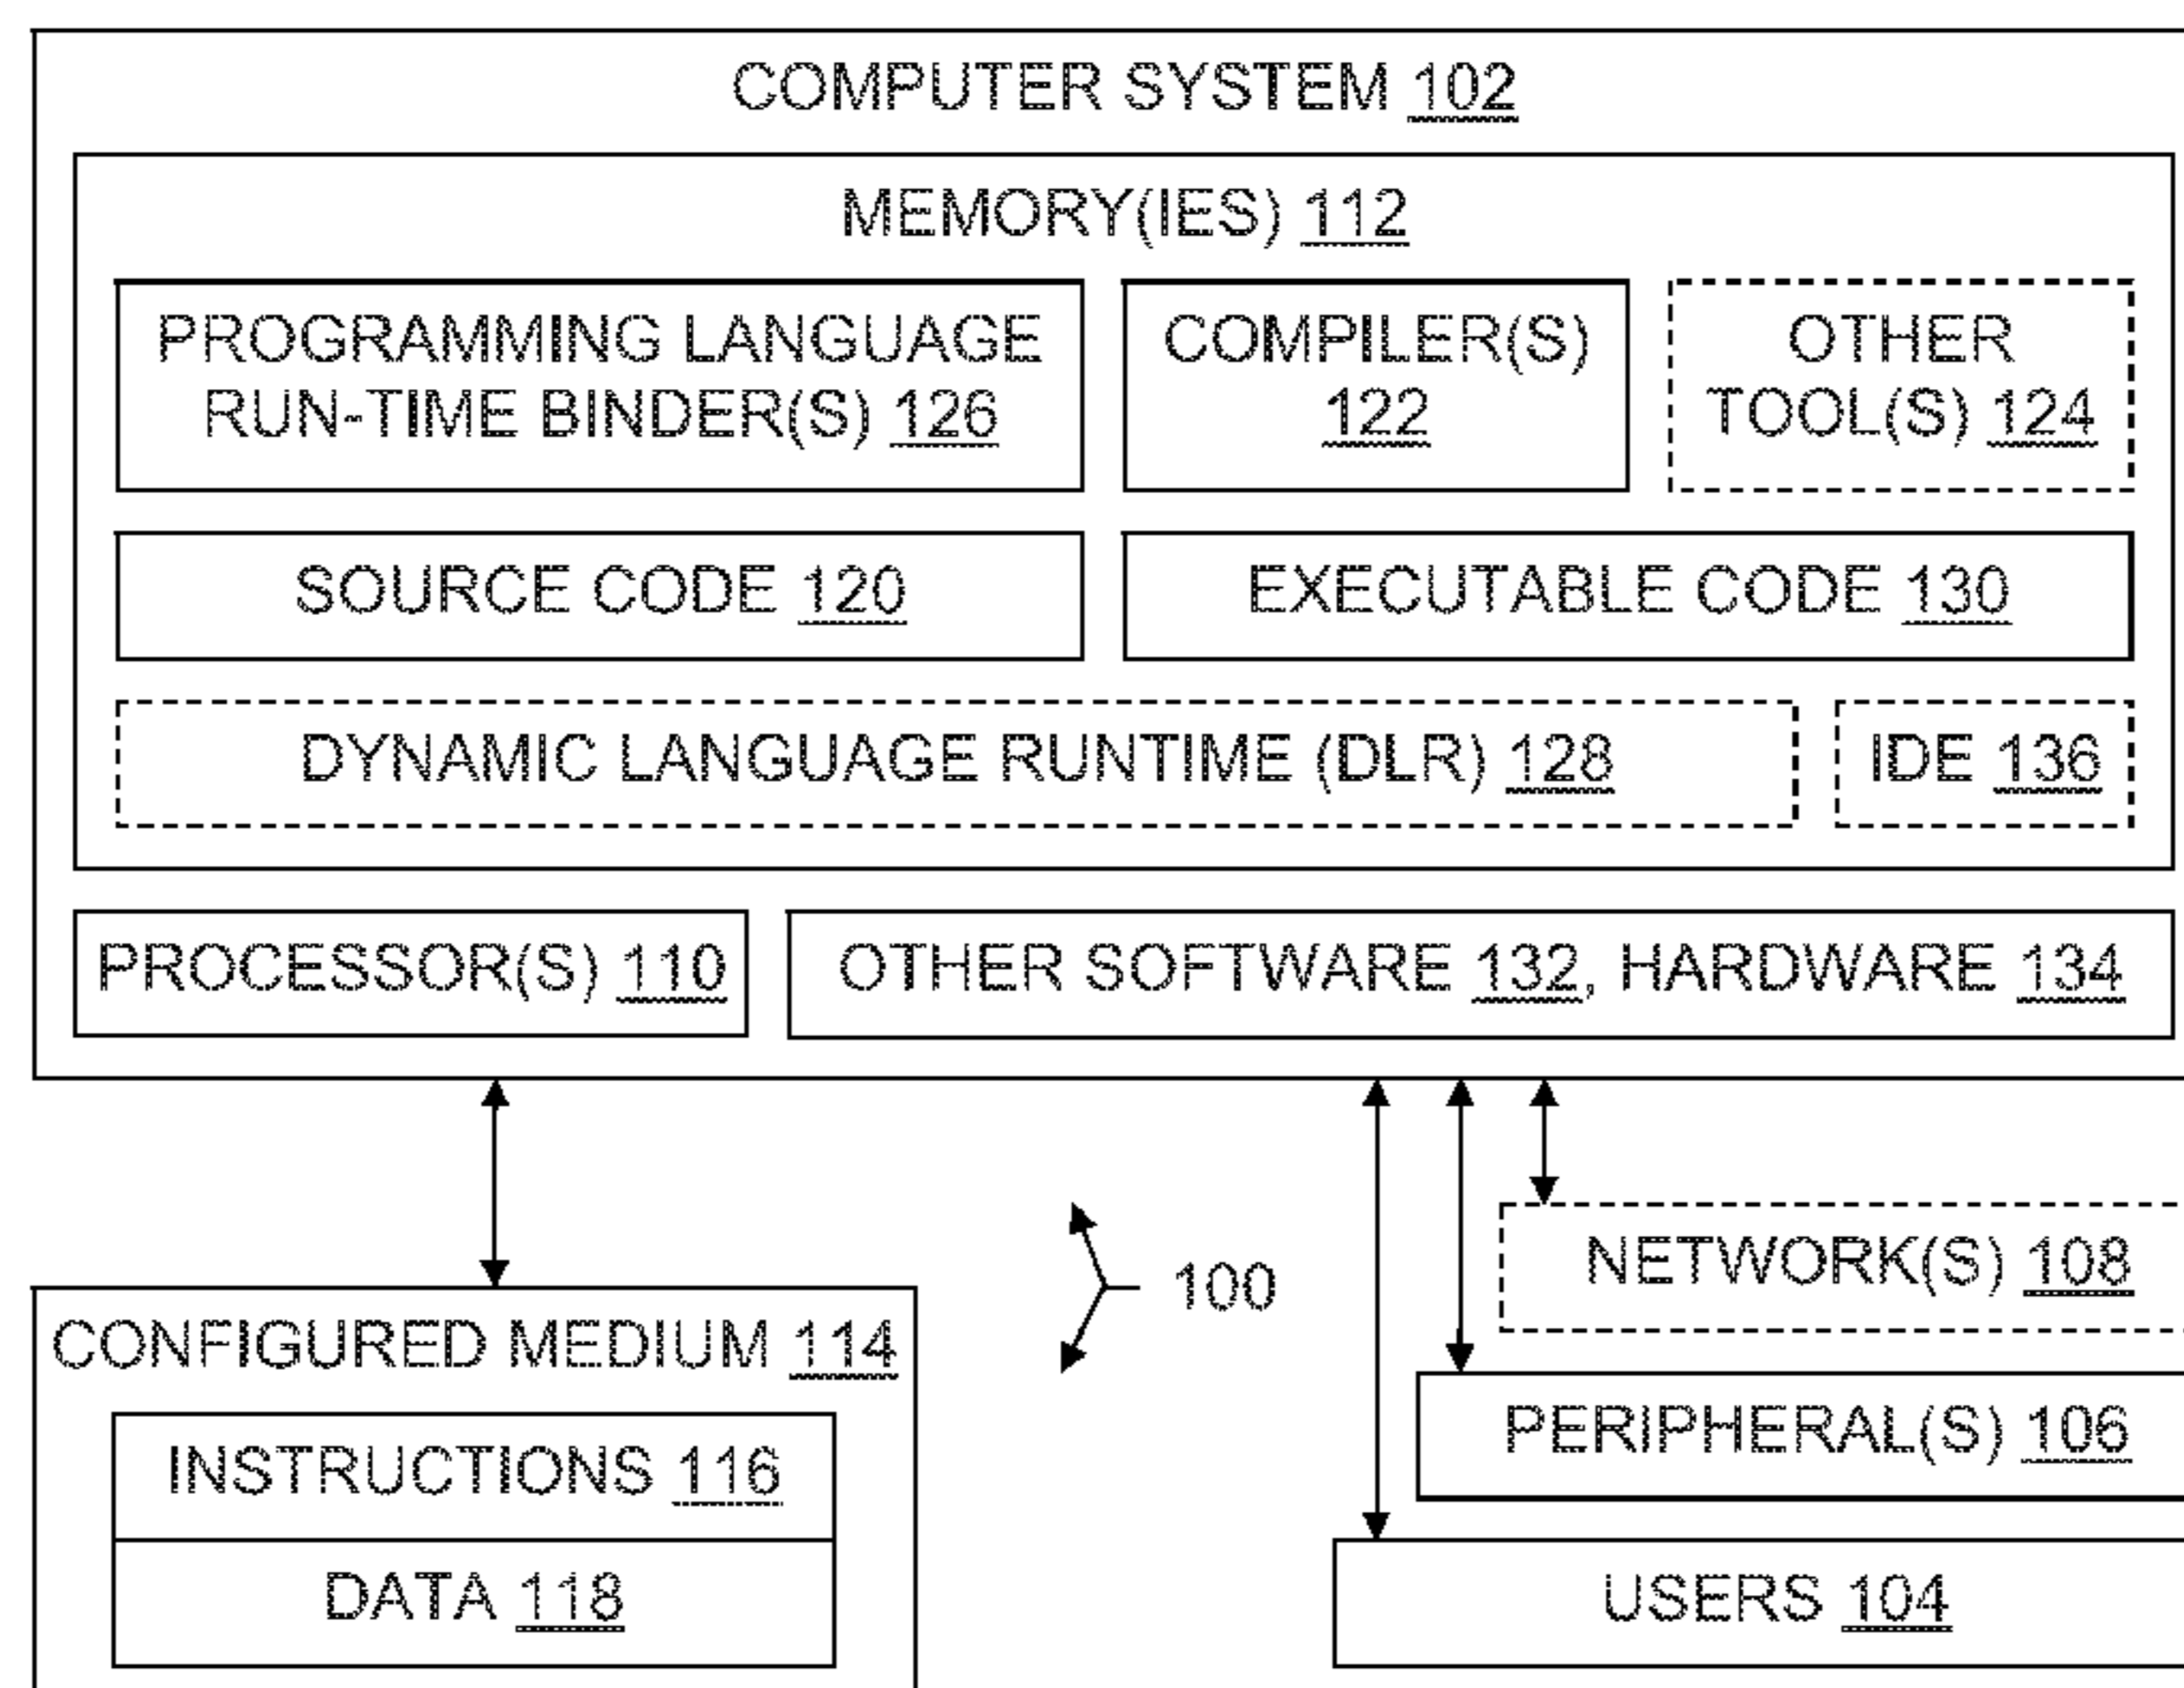 COMPUTER SYSTEM 102
MEMORY(IES) 112
PROGRAMMING LANGUAGE
RUN-TIME BINDER(S) 126
COMPILER(S)
122
OTHER
TOOL(S) 124
SOURCE CODE 120
EXECUTABLE CODE 130
DYNAMIC LANGUAGE RUNTIME (DLR) 128
IDE 136
PROCESSOR(S) 110
OTHER SOFTWARE 132, HARDWARE 134
100
NETWORK(S) 108
CONFIGURED MEDIUM 114
PERIPHERAL(S) 106
INSTRUCTIONS 116
DATA 118
USERS 104